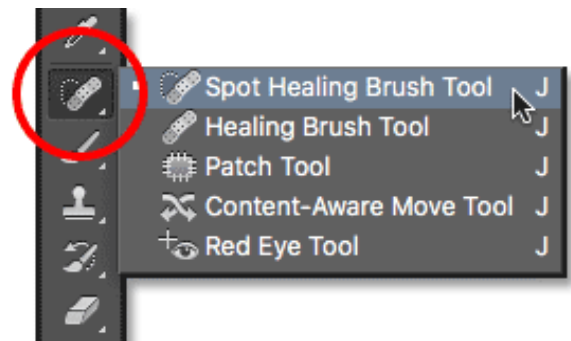 Spot Healing Brush Tool J
Healing Brush Tool J
Patch Tool J
Content-Aware Move Tool J
Red Eye Tool J